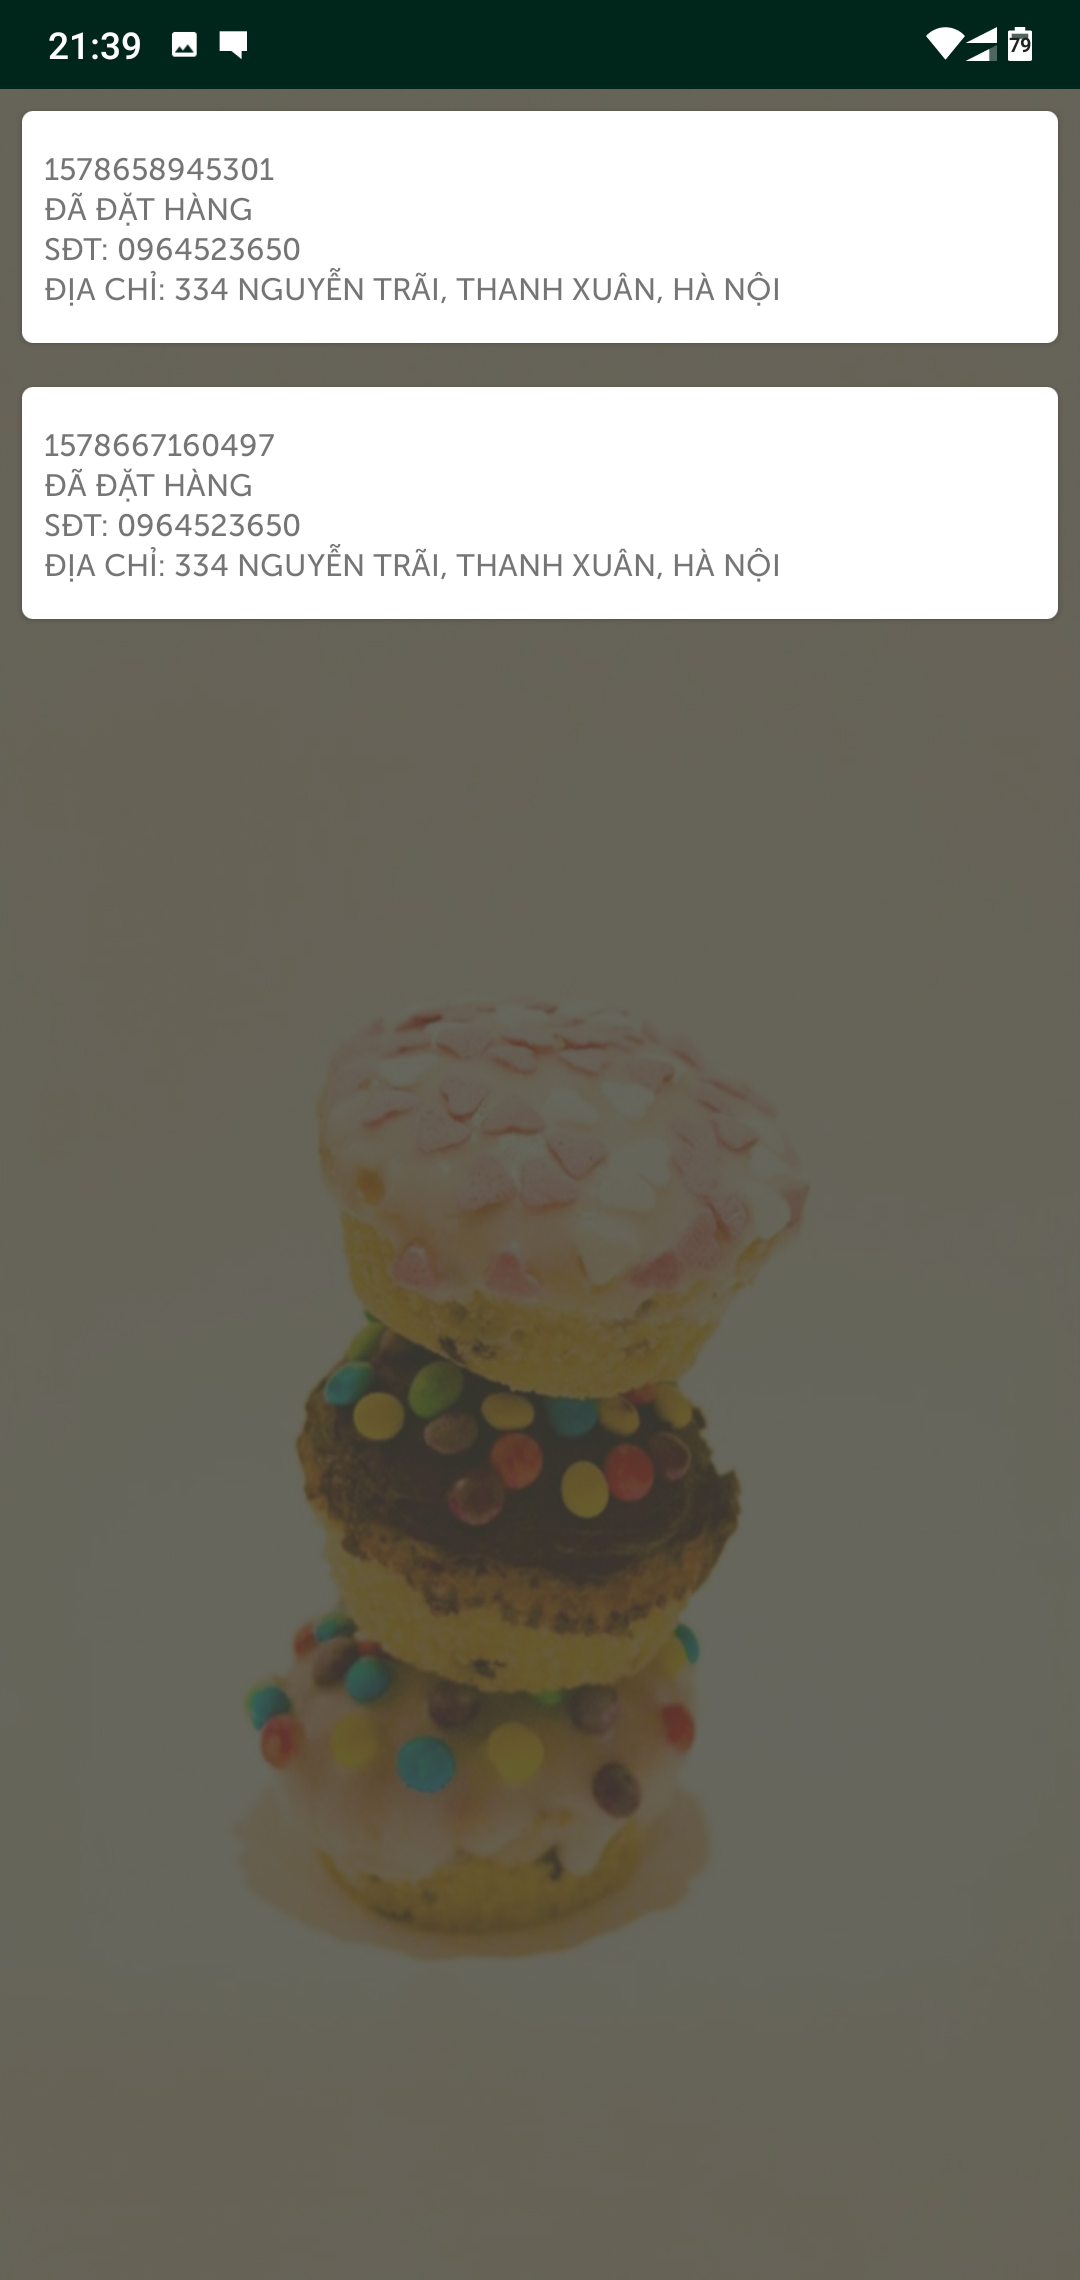 21:39
79
1578658945301
ĐÃ ĐẶT HÀNG
SĐT: 0964523650
ĐỊA CHỈ: 334 NGUYỄN TRÃI, THANH XUÂN, HÀ NỘI
1578667160497
ĐÃ ĐẶT HÀNG
SĐT: 0964523650
ĐỊA CHỈ: 334 NGUYỄN TRÃI, THANH XUÂN, HÀ NỘI